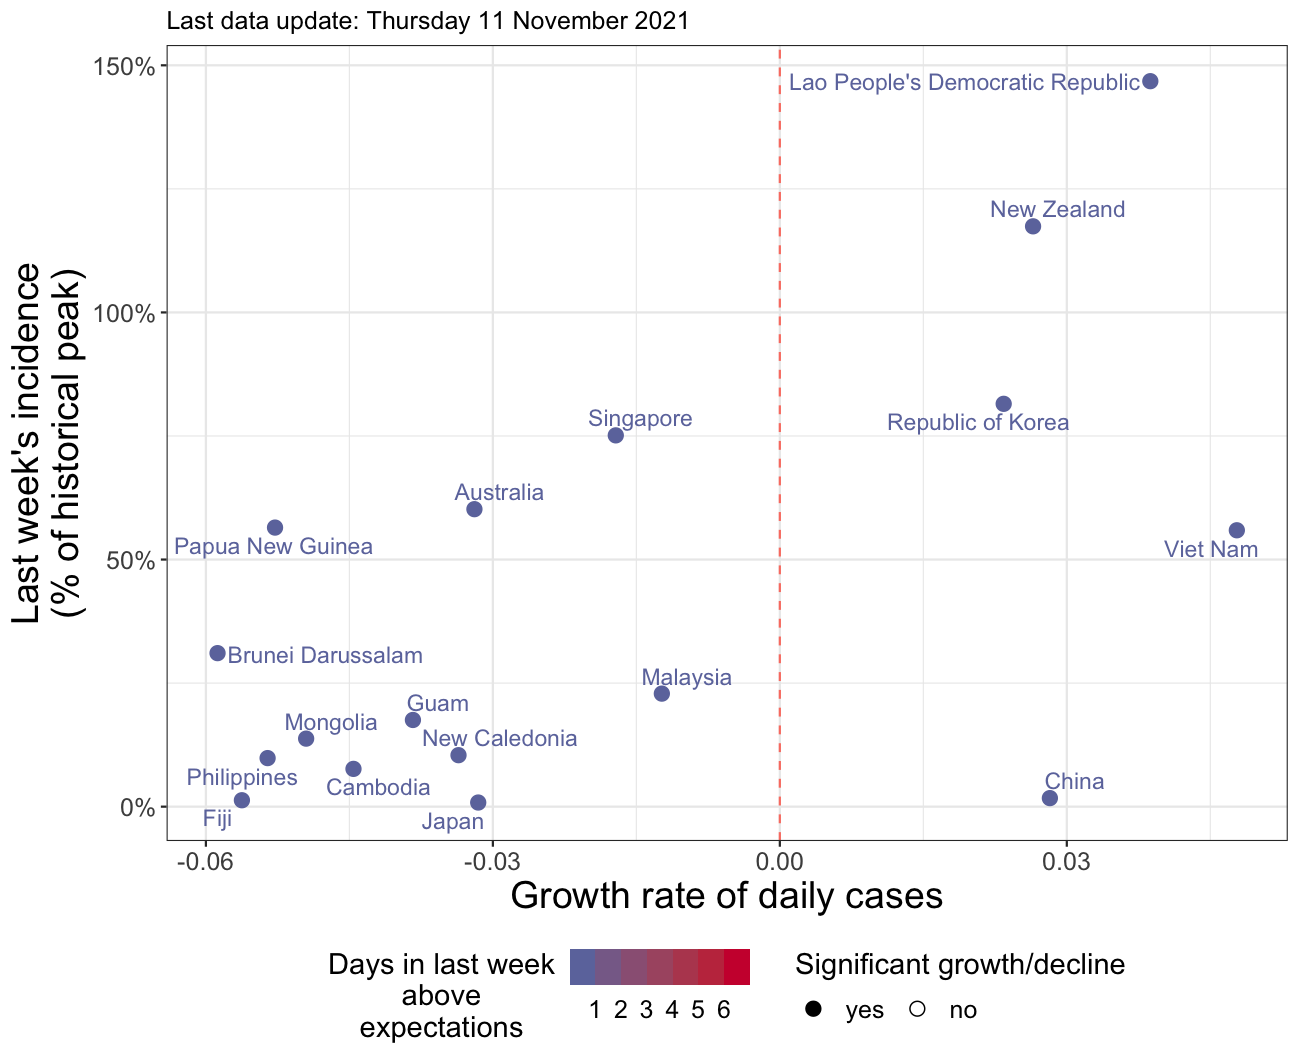 Last data update: Thursday 11 November 2021
Last week's incidence
(% of historical peak)
150%
100%
50%
0%
Lao People's Democratic Republic
New Zealand
Republic of Korea
Singapore
Australia
Papua New Guinea
Viet Nam
Brunei Darussalam
Malaysia
Guam
Mongolia
New Caledonia
Philippines
Cambodia
China
Fiji
Japan
-0.06 -0.03 0.00 0.03
Growth rate of daily cases
Days in last week
above
expectations
1 2 3 4 5 6
Significant growth/decline
yes no